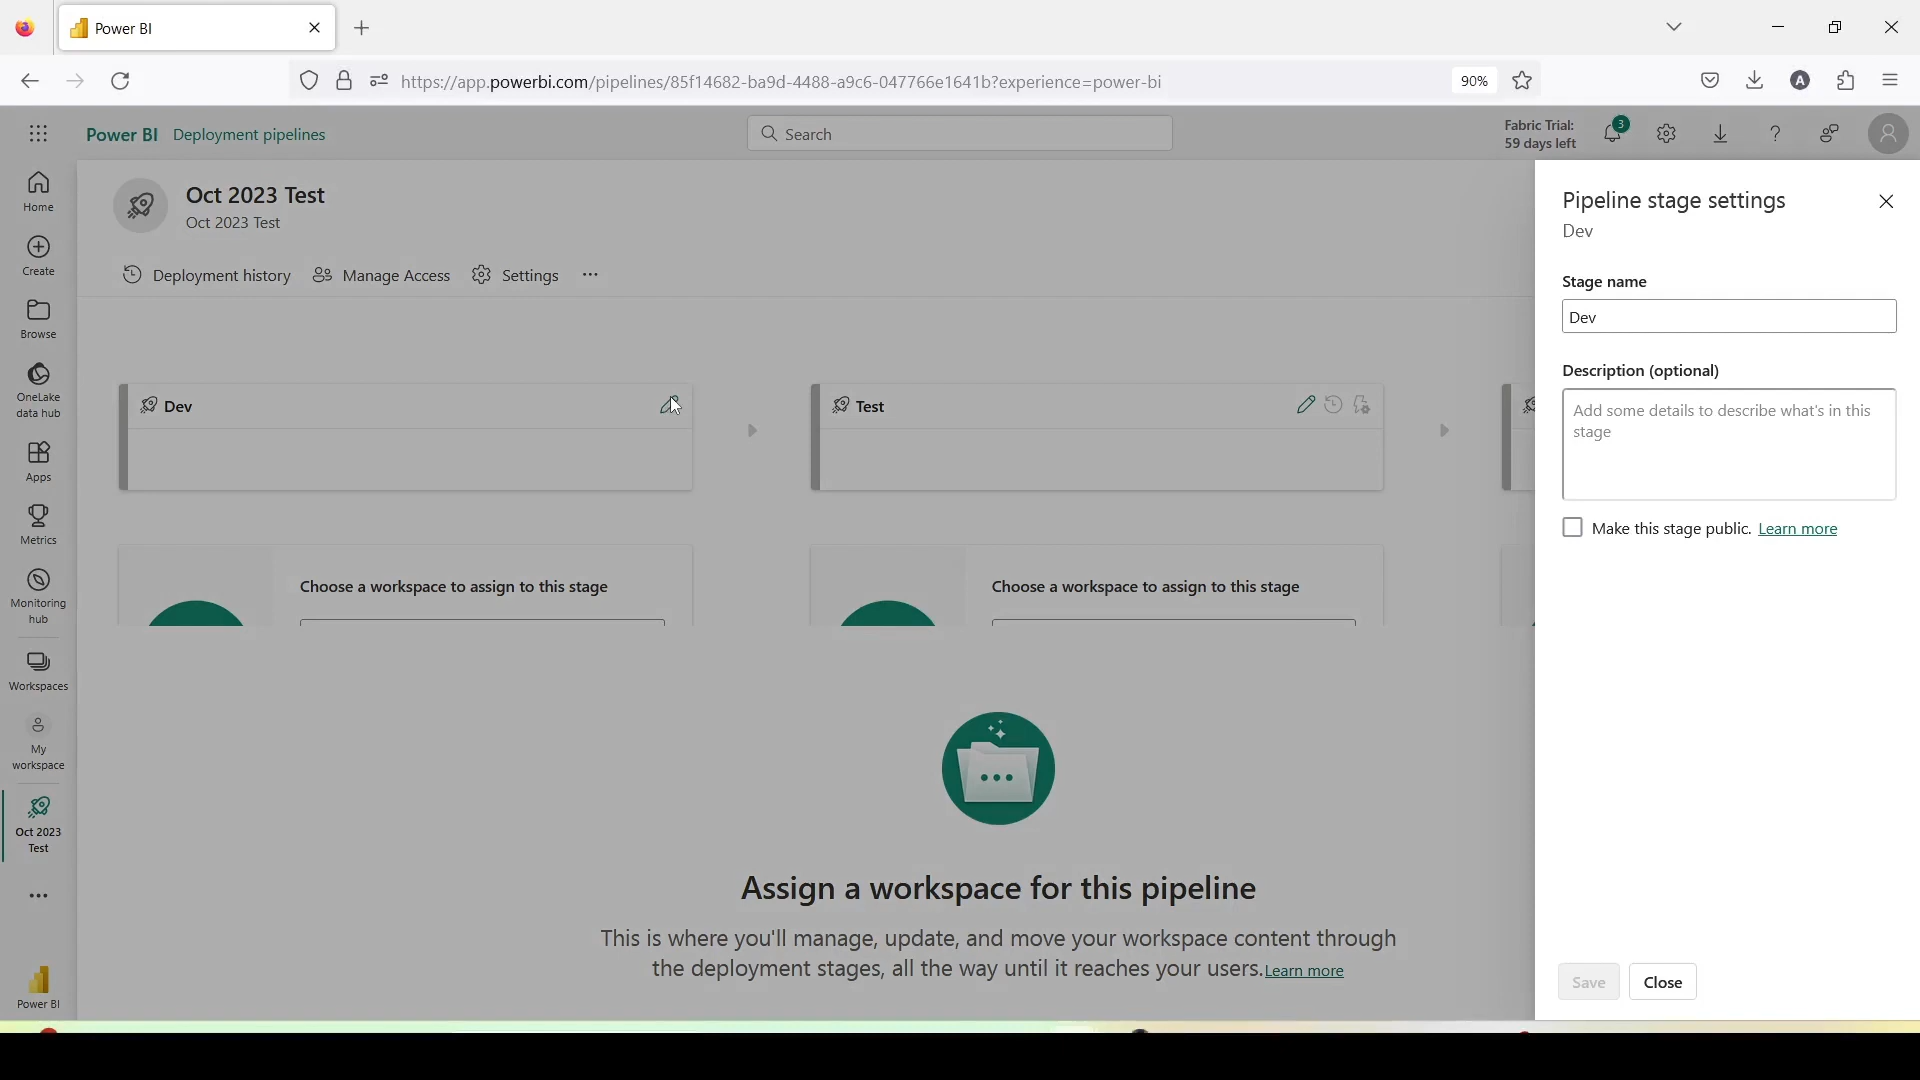 Power BI
https://app.powerbi.com/pipelines/85f14682-ba9d-4488-a9c6-047766e1641b?experience=power-bi
90%
A
Power BI
Deployment pipelines
Search
Fabric Trial:
59 days left
3
?
Home
Create
Browse
OneLake
data hub
Apps
Metrics
Monitoring
hub
Workspaces
My
workspace
Oct 2023
Test
Power BI
Oct 2023 Test
Oct 2023 Test
Deployment history
Manage Access
Settings
Dev
Test
Choose a workspace to assign to this stage
Choose a workspace to assign to this stage
Assign a workspace for this pipeline
This is where you'll manage, update, and move your workspace content through
the deployment stages, all the way until it reaches your users. Learn more
Pipeline stage settings
Dev
Stage name
Dev
Description (optional)
Add some details to describe what's in this
stage
Make this stage public. Learn more
Save
Close